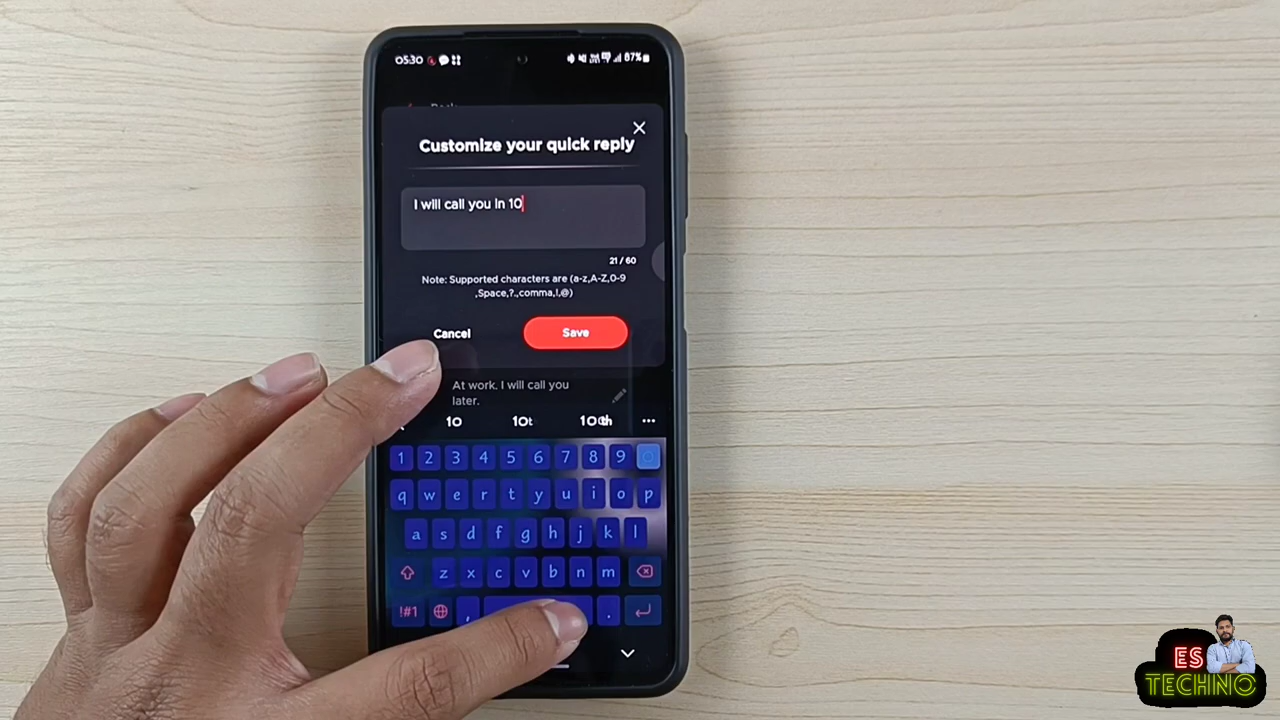 05:30
87%
Customize your quick reply
I will call you in 10
21 / 60
Note: Supported characters are (a-z,A-Z,0-9
,Space,?.,comma,!,@)
Cancel
Save
At work. I will call you
later.
10
10t
10th
1 2 3 4 5 6 7 8 9
q w e r t y u i o p
a s d f g h j k l
z x c v b n m
!#1 , .
ES
TECHNO